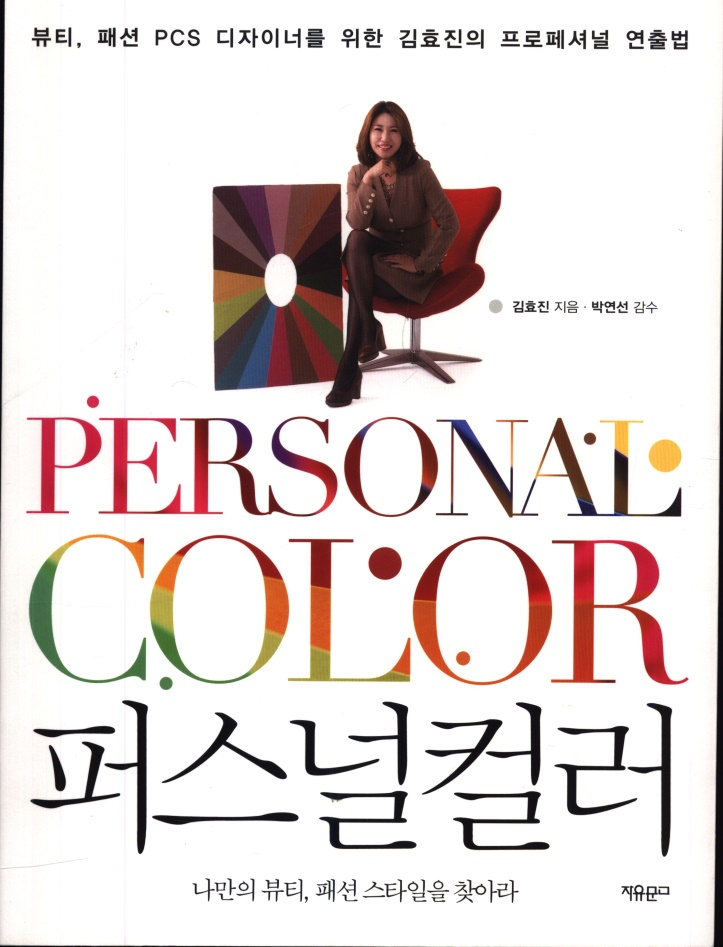 뷰티, 패션 PCS 디자이너를 위한 김효진의 프로페셔널 연출법
김효진 지음 · 박연선 감수
PERSONAL
COLOR
퍼스널컬러
나만의 뷰티, 패션 스타일을 찾아라
자유문고